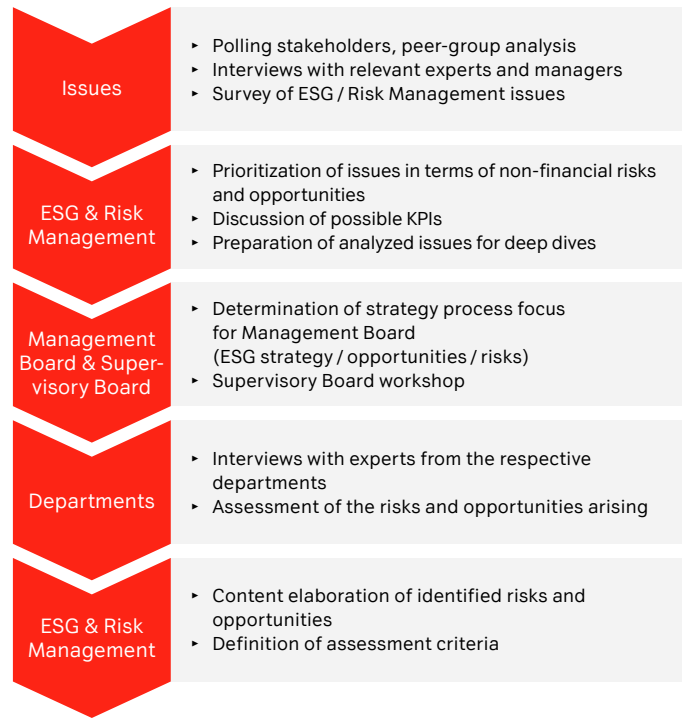 Issues
‣ Polling stakeholders, peer-group analysis
‣ Interviews with relevant experts and managers
‣ Survey of ESG / Risk Management issues
ESG & Risk
Management
‣ Prioritization of issues in terms of non-financial risks
and opportunities
‣ Discussion of possible KPIs
‣ Preparation of analyzed issues for deep dives
Management
Board & Super-
visory Board
‣ Determination of strategy process focus
for Management Board
(ESG strategy / opportunities / risks)
‣ Supervisory Board workshop
Departments
‣ Interviews with experts from the respective
departments
‣ Assessment of the risks and opportunities arising
ESG & Risk
Management
‣ Content elaboration of identified risks and
opportunities
‣ Definition of assessment criteria